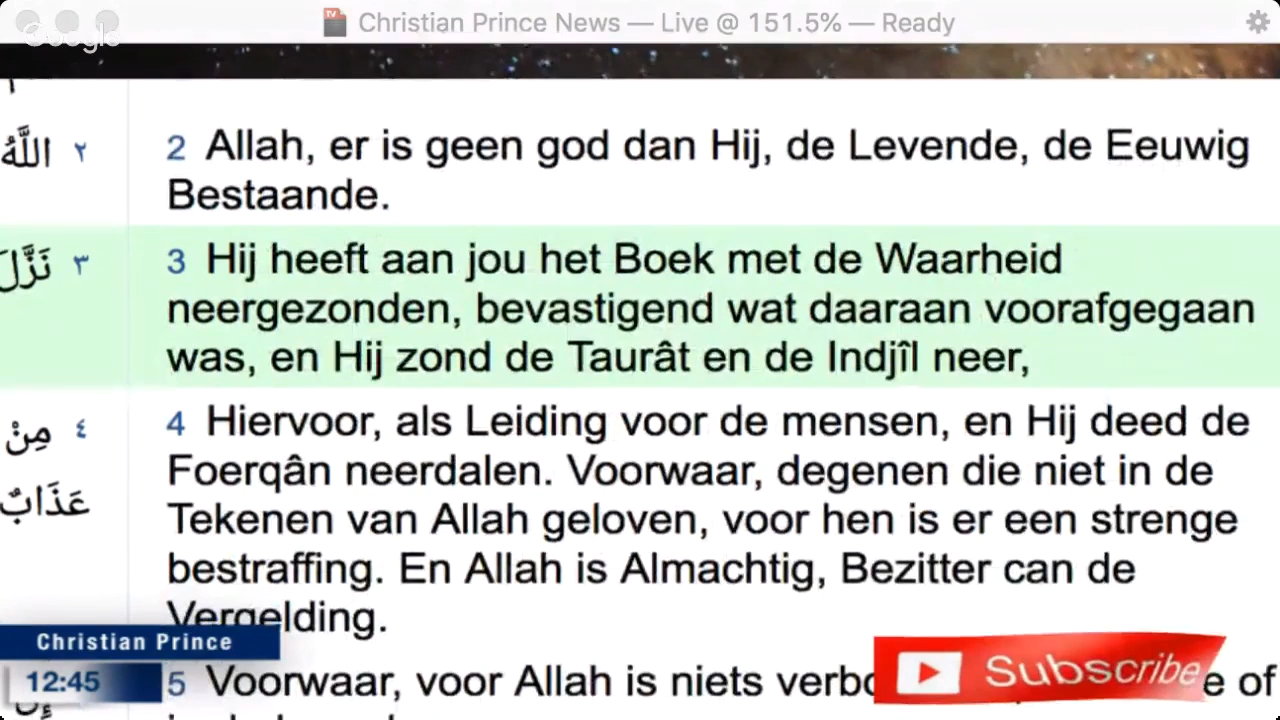 Christian Prince News — Live @ 151.5% — Ready
Google
٢ اللَّهُ
2 Allah, er is geen god dan Hij, de Levende, de Eeuwig
Bestaande.
٣ نَزَّلَ
3 Hij heeft aan jou het Boek met de Waarheid
neergezonden, bevastigend wat daaraan voorafgegaan
was, en Hij zond de Taurât en de Indjîl neer,
٤ مِنْ
4 Hiervoor, als Leiding voor de mensen, en Hij deed de
Foerqân neerdalen. Voorwaar, degenen die niet in de
عَذَابٌ
Tekenen van Allah geloven, voor hen is er een strenge
bestraffing. En Allah is Almachtig, Bezitter can de
Vergelding.
Christian Prince
12:45
5 Voorwaar, voor Allah is niets
Subscribe
e of